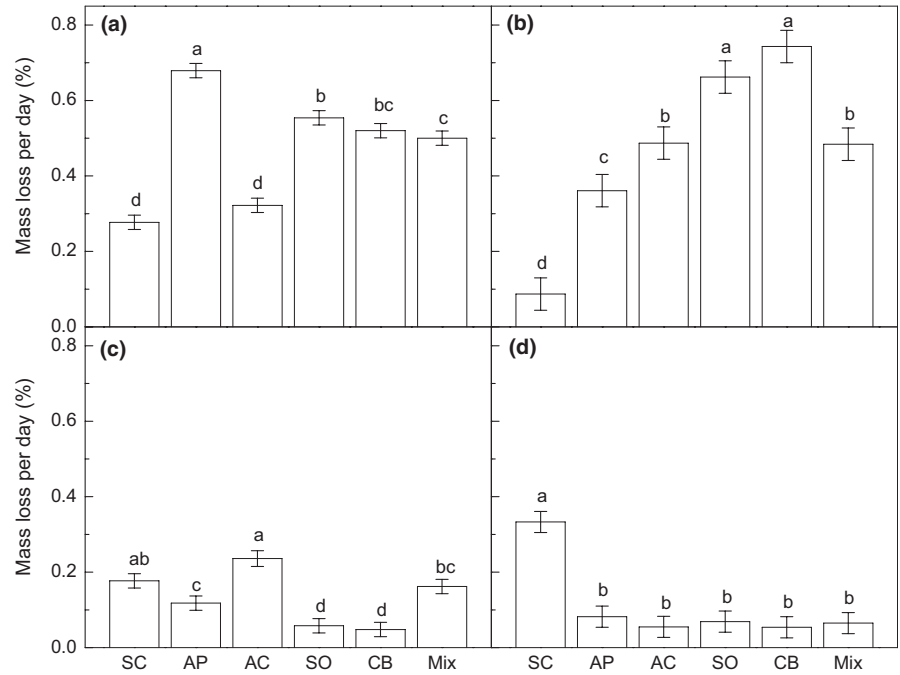 (a)
(b)
0.8
0.6
0.4
0.2
0.0
Mass loss per day (%)
d
a
d
b
bc
c
d
c
b
a
a
b
(c)
(d)
0.8
0.6
0.4
0.2
0.0
Mass loss per day (%)
ab
c
a
d
d
bc
a
b
b
b
b
b
SC AP AC SO CB Mix
SC AP AC SO CB Mix